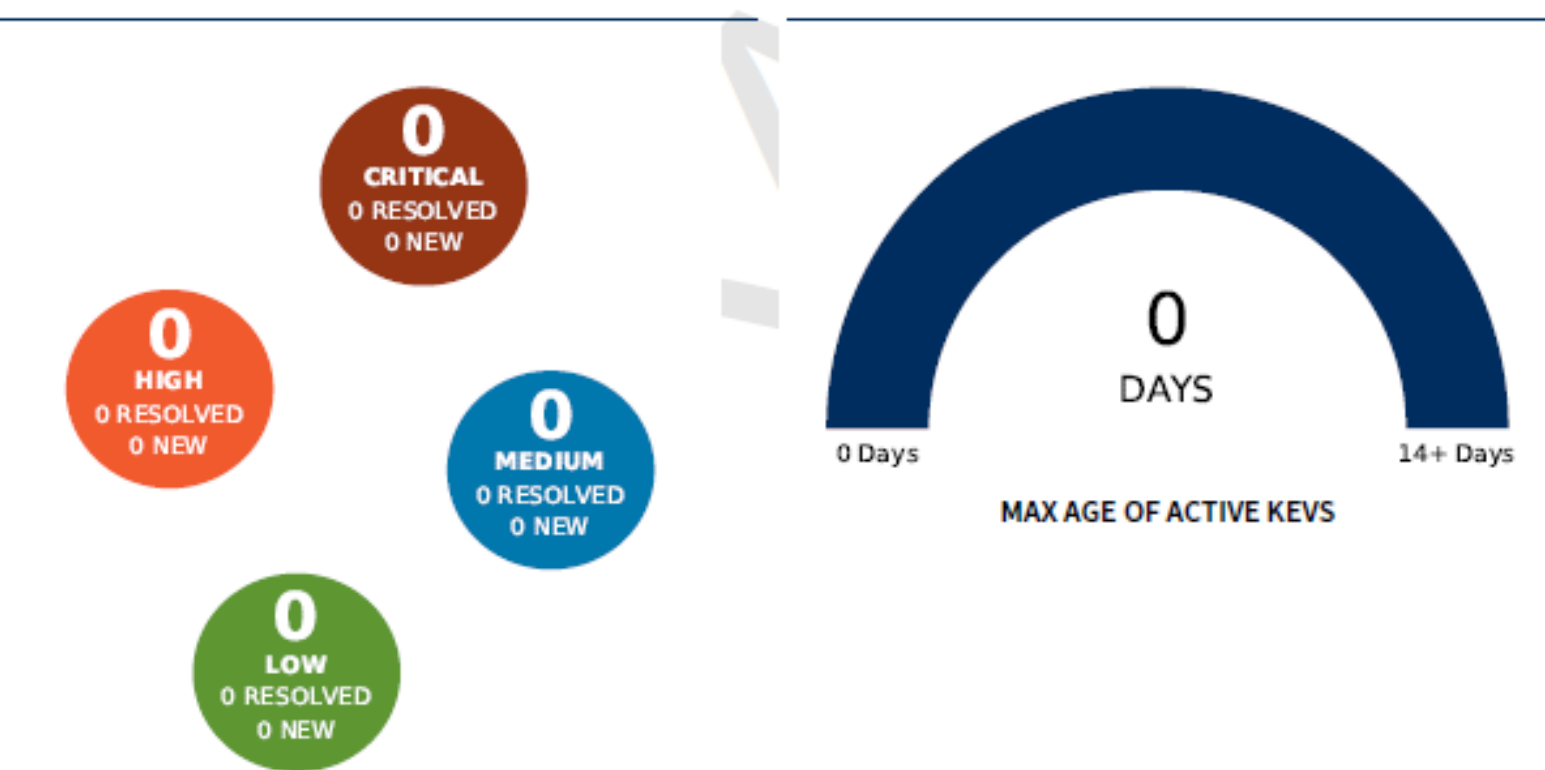 0
CRITICAL
0 RESOLVED
0 NEW
0
HIGH
0 RESOLVED
0 NEW
0
MEDIUM
0 RESOLVED
0 NEW
0
LOW
0 RESOLVED
0 NEW
0
DAYS
0 Days
14+ Days
MAX AGE OF ACTIVE KEVS